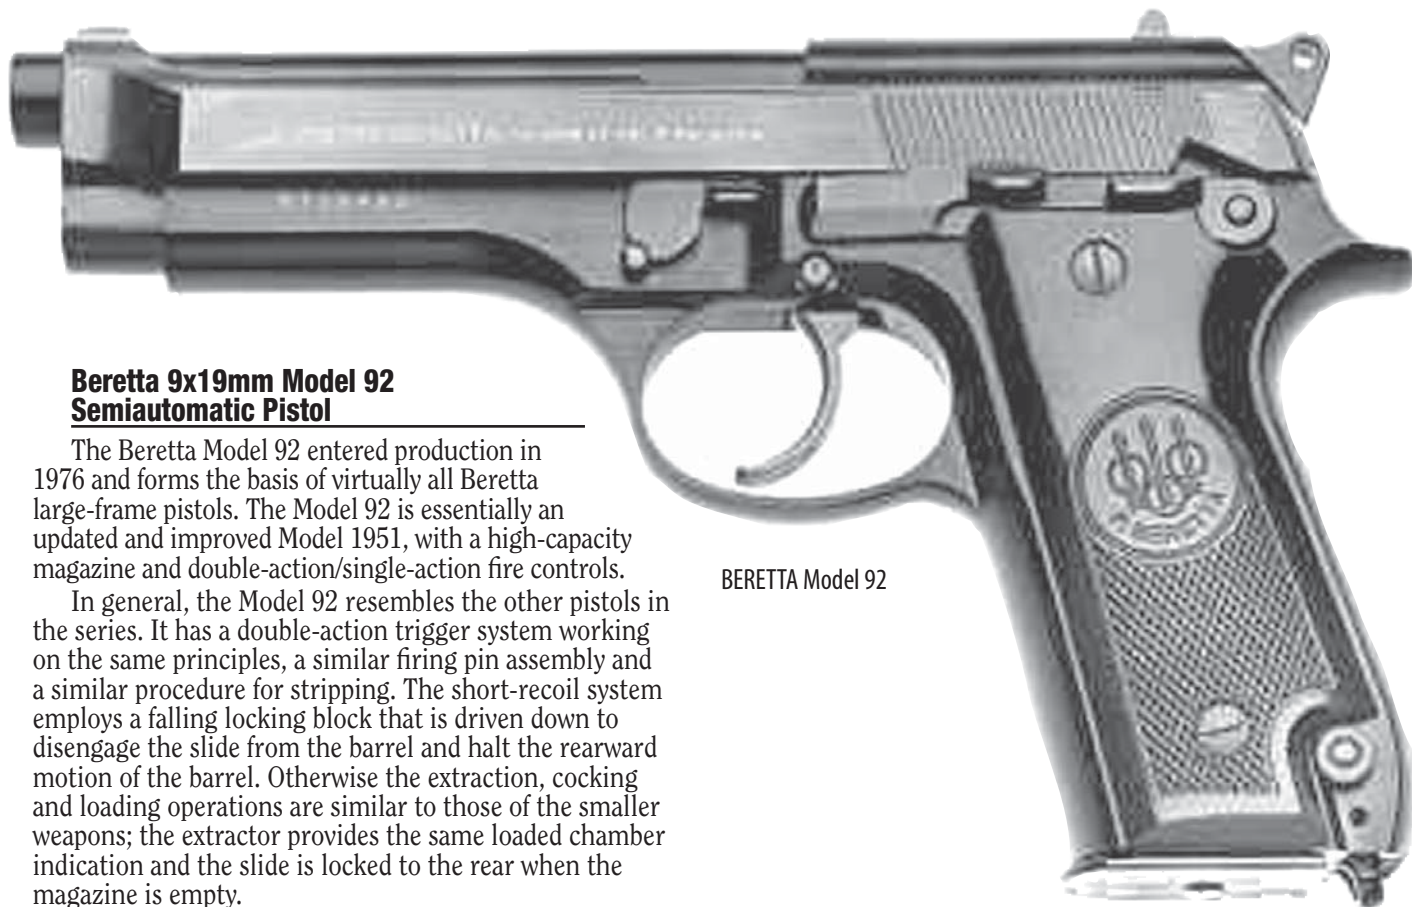 Beretta 9x19mm Model 92
Semiautomatic Pistol
The Beretta Model 92 entered production in
1976 and forms the basis of virtually all Beretta
large-frame pistols. The Model 92 is essentially an
updated and improved Model 1951, with a high-capacity
magazine and double-action/single-action fire controls.
In general, the Model 92 resembles the other pistols in
the series. It has a double-action trigger system working
on the same principles, a similar firing pin assembly and
a similar procedure for stripping. The short-recoil system
employs a falling locking block that is driven down to
disengage the slide from the barrel and halt the rearward
motion of the barrel. Otherwise the extraction, cocking
and loading operations are similar to those of the smaller
weapons; the extractor provides the same loaded chamber
indication and the slide is locked to the rear when the
magazine is empty.
BERETTA Model 92